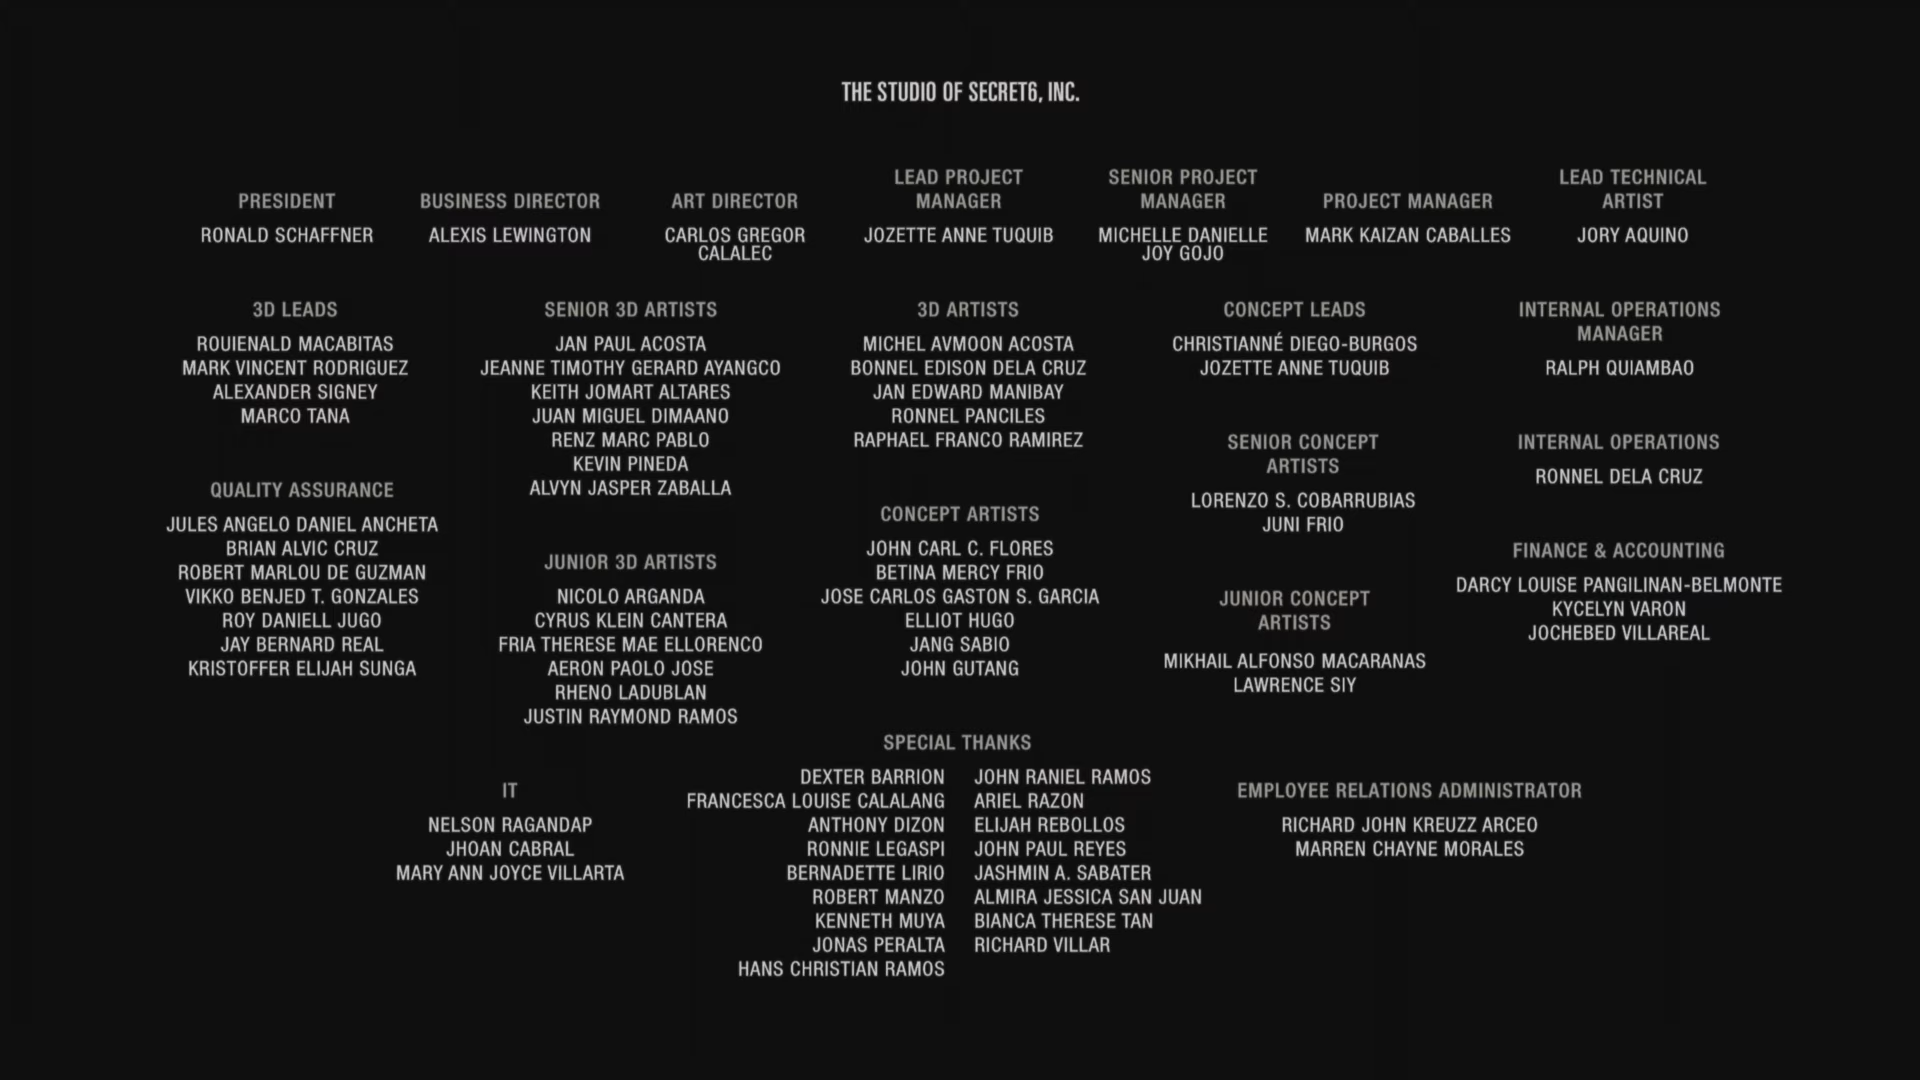 THE STUDIO OF SECRET6, INC.
PRESIDENT
RONALD SCHAFFNER
BUSINESS DIRECTOR
ALEXIS LEWINGTON
ART DIRECTOR
CARLOS GREGOR
CALALEC
LEAD PROJECT
MANAGER
JOZETTE ANNE TUQUIB
SENIOR PROJECT
MANAGER
MICHELLE DANIELLE
JOY GOJO
PROJECT MANAGER
MARK KAIZAN CABALLES
LEAD TECHNICAL
ARTIST
JORY AQUINO
3D LEADS
ROUIENALD MACABITAS
MARK VINCENT RODRIGUEZ
ALEXANDER SIGNEY
MARCO TANA
QUALITY ASSURANCE
JULES ANGELO DANIEL ANCHETA
BRIAN ALVIC CRUZ
ROBERT MARLOU DE GUZMAN
VIKKO BENJED T. GONZALES
ROY DANIELL JUGO
JAY BERNARD REAL
KRISTOFFER ELIJAH SUNGA
SENIOR 3D ARTISTS
JAN PAUL ACOSTA
JEANNE TIMOTHY GERARD AYANGCO
KEITH JOMART ALTARES
JUAN MIGUEL DIMAANO
RENZ MARC PABLO
KEVIN PINEDA
ALVYN JASPER ZABALLA
JUNIOR 3D ARTISTS
NICOLO ARGANDA
CYRUS KLEIN CANTERA
FRIA THERESE MAE ELLORENCO
AERON PAOLO JOSE
RHENO LADUBLAN
JUSTIN RAYMOND RAMOS
3D ARTISTS
MICHEL AVMOON ACOSTA
BONNEL EDISON DELA CRUZ
JAN EDWARD MANIBAY
RONNEL PANCILES
RAPHAEL FRANCO RAMIREZ
CONCEPT ARTISTS
JOHN CARL C. FLORES
BETINA MERCY FRIO
JOSE CARLOS GASTON S. GARCIA
ELLIOT HUGO
JANG SABIO
JOHN GUTANG
CONCEPT LEADS
CHRISTIANNÉ DIEGO-BURGOS
JOZETTE ANNE TUQUIB
SENIOR CONCEPT
ARTISTS
LORENZO S. COBARRUBIAS
JUNI FRIO
JUNIOR CONCEPT
ARTISTS
MIKHAIL ALFONSO MACARANAS
LAWRENCE SIY
INTERNAL OPERATIONS
MANAGER
RALPH QUIAMBAO
INTERNAL OPERATIONS
RONNEL DELA CRUZ
FINANCE & ACCOUNTING
DARCY LOUISE PANGILINAN-BELMONTE
KYCELYN VARON
JOCHEBED VILLAREAL
IT
NELSON RAGANDAP
JHOAN CABRAL
MARY ANN JOYCE VILLARTA
SPECIAL THANKS
DEXTER BARRION
FRANCESCA LOUISE CALALANG
ANTHONY DIZON
RONNIE LEGASPI
BERNADETTE LIRIO
ROBERT MANZO
KENNETH MUYA
JONAS PERALTA
HANS CHRISTIAN RAMOS
JOHN RANIEL RAMOS
ARIEL RAZON
ELIJAH REBOLLOS
JOHN PAUL REYES
JASHMIN A. SABATER
ALMIRA JESSICA SAN JUAN
BIANCA THERESE TAN
RICHARD VILLAR
EMPLOYEE RELATIONS ADMINISTRATOR
RICHARD JOHN KREUZZ ARCEO
MARREN CHAYNE MORALES